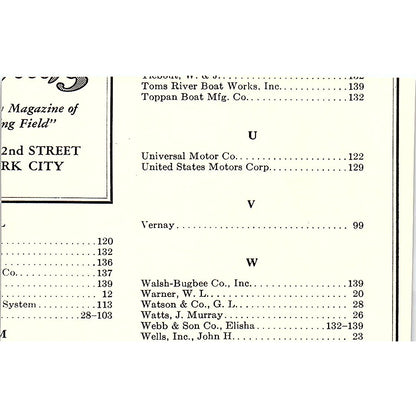 y Magazine of
ng Field"
2nd STREET
RK CITY
L
120
132
136
Co. 137
139
12
System 113
28-103
M
Tiebout, W. & J. 132
Toms River Boat Works. Inc. 139
Toppan Boat Mfg. Co. 132
U
Universal Motor Co. 122
United States Motors Corp. 129
V
Vernay 99
W
Walsh-Bugbee Co., Inc. 139
Warner, W. L. 20
Watson & Co., G. L. 28
Watts, J. Murray 26
Webb & Son Co., Elisha 132-139
Wells, Inc., John H. 23